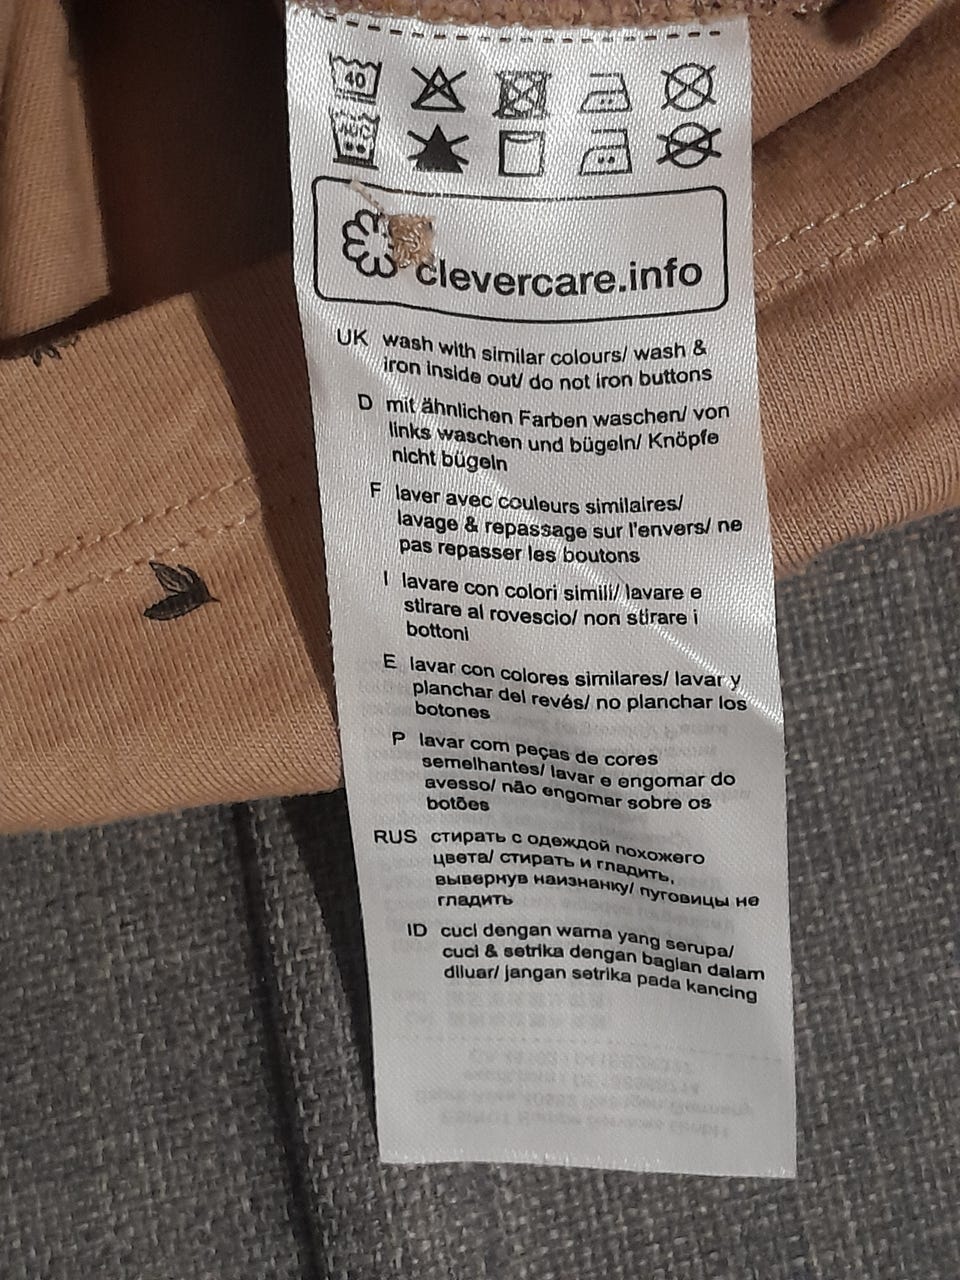 40
clevercare.info
UK wash with similar colours/ wash &
iron inside out/ do not iron buttons
D mit ähnlichen Farben waschen/ von
links waschen und bügeln/ Knöpfe
nicht bügeln
F laver avec couleurs similaires/
lavage & repassage sur l'envers/ ne
pas repasser les boutons
I lavare con colori simili/ lavare e
stirare al rovescio/ non stirare i
bottoni
E lavar con colores similares/ lavar y
planchar del revés/ no planchar los
botones
P lavar com peças de cores
semelhantes/ lavar e engomar do
avesso/ não engomar sobre os
botões
RUS стирать с одеждой похожего
цвета/ стирать и гладить,
вывернув наизнанку/ пуговицы не
гладить
ID cuci dengan warna yang serupa/
cuci & setrika dengan bagian dalam
diluar/ jangan setrika pada kancing